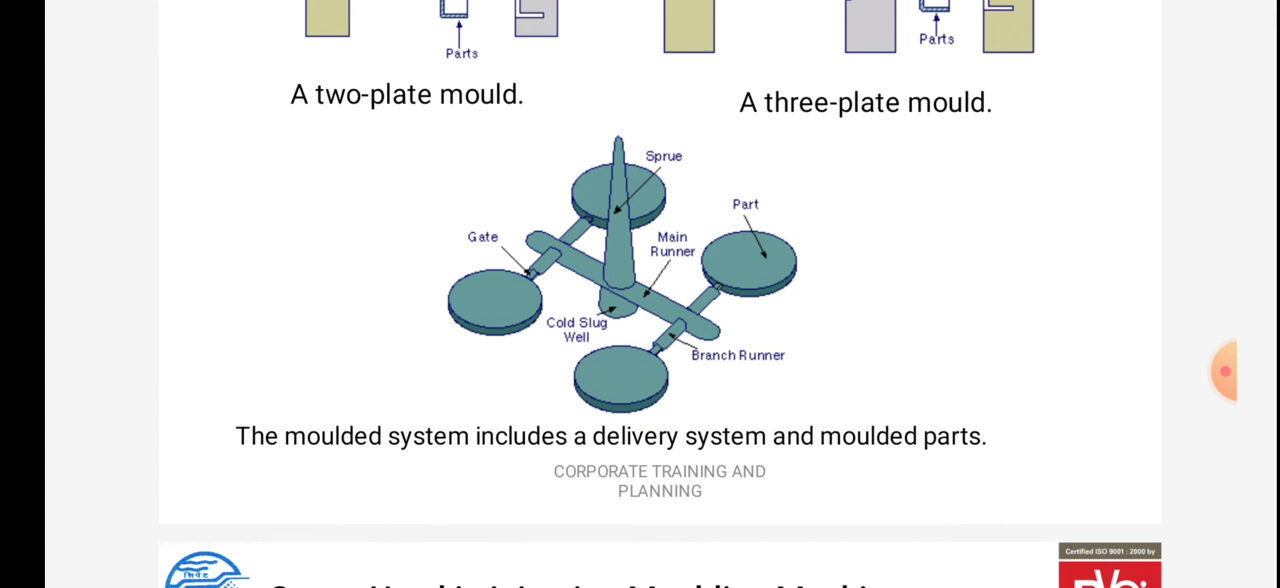 Parts
Parts
A two-plate mould.
A three-plate mould.
Sprue
Part
Gate
Main
Runner
Cold Slug
Well
Branch Runner
The moulded system includes a delivery system and moulded parts.
CORPORATE TRAINING AND
PLANNING
Certified ISO 9001 : 2000 by
सिपेट